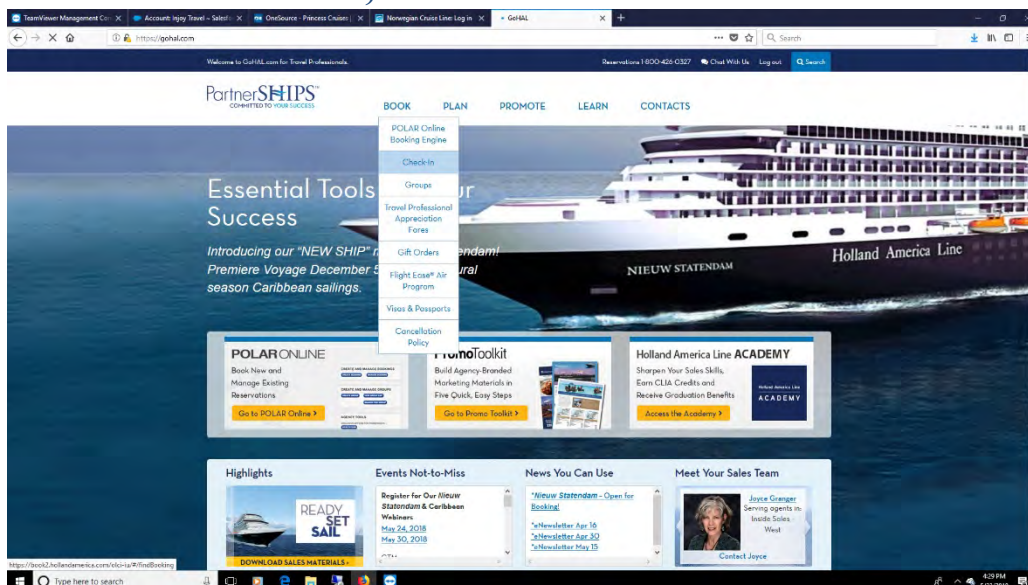 TeamViewer Management Con
Account: Injoy Travel ~ Salesfo
OneSource - Princess Cruises |
Norwegian Cruise Line: Log in
GoHAL
https://gohal.com
Search
Welcome to GoHAL.com for Travel Professionals.
Reservations 1-800-426-0327
Chat With Us
Log out
Search
PartnerSHIPS
COMMITTED TO YOUR SUCCESS
BOOK
PLAN
PROMOTE
LEARN
CONTACTS
POLAR Online
Booking Engine
Check-In
Groups
Travel Professional
Appreciation
Fares
Gift Orders
Flight Ease® Air
Program
Visas & Passports
Cancellation
Policy
Essential Tools
Success
Introducing our "NEW SHIP"
Premiere Voyage December
season Caribbean sailings.
NIEUW STATENDAM
Holland America Line
POLAR ONLINE
Book New and
Manage Existing
Reservations
Go to POLAR Online >
PromoToolkit
Build Agency-Branded
Marketing Materials in
Five Quick, Easy Steps
Go to Promo Toolkit >
Holland America Line ACADEMY
Sharpen Your Sales Skills,
Earn CLIA Credits and
Receive Graduation Benefits
Access the Academy >
Holland America Line
ACADEMY
Highlights
READY
SET
SAIL
DOWNLOAD SALES MATERIALS
Events Not-to-Miss
Register for Our Nieuw
Statendam & Caribbean
Webinars
May 24, 2018
May 30, 2018
News You Can Use
*Nieuw Statendam - Open for
Booking!
*eNewsletter Apr 16
*eNewsletter Apr 30
*eNewsletter May 15
Meet Your Sales Team
Joyce Granger
Serving agents in:
Inside Sales -
West
Contact Joyce
https://book2.hollandamerica.com/olci-ta/#/findBooking
Type here to search
4:29 PM